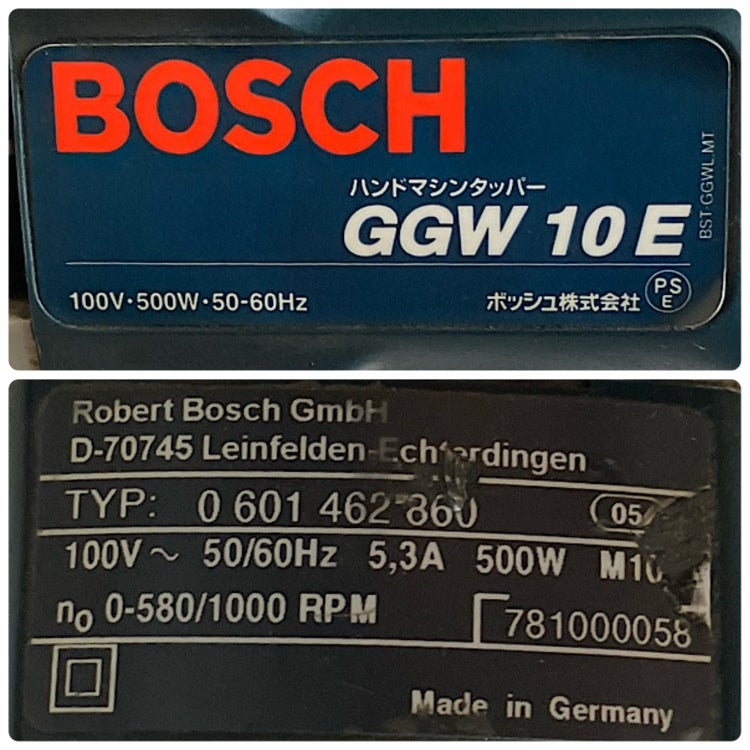 BOSCH
ハンドマシンタッパー
GGW 10 E
BST·GGWL.MT
100V·500W·50-60Hz
ボッシュ株式会社
PS
E
Robert Bosch GmbH
D-70745 Leinfelden-Echterdingen
TYP: 0 601 462 860
100V～ 50/60Hz 5,3A 500W
n₀ 0-580/1000 RPM
781000058
Made in Germany